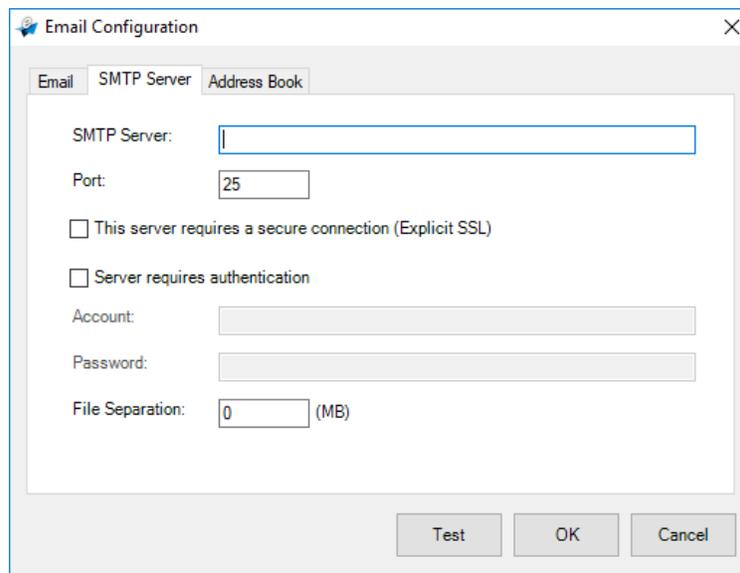 Email Configuration
Email SMTP Server Address Book
SMTP Server:
Port: 25
This server requires a secure connection (Explicit SSL)
Server requires authentication
Account:
Password:
File Separation: 0 (MB)
Test OK Cancel